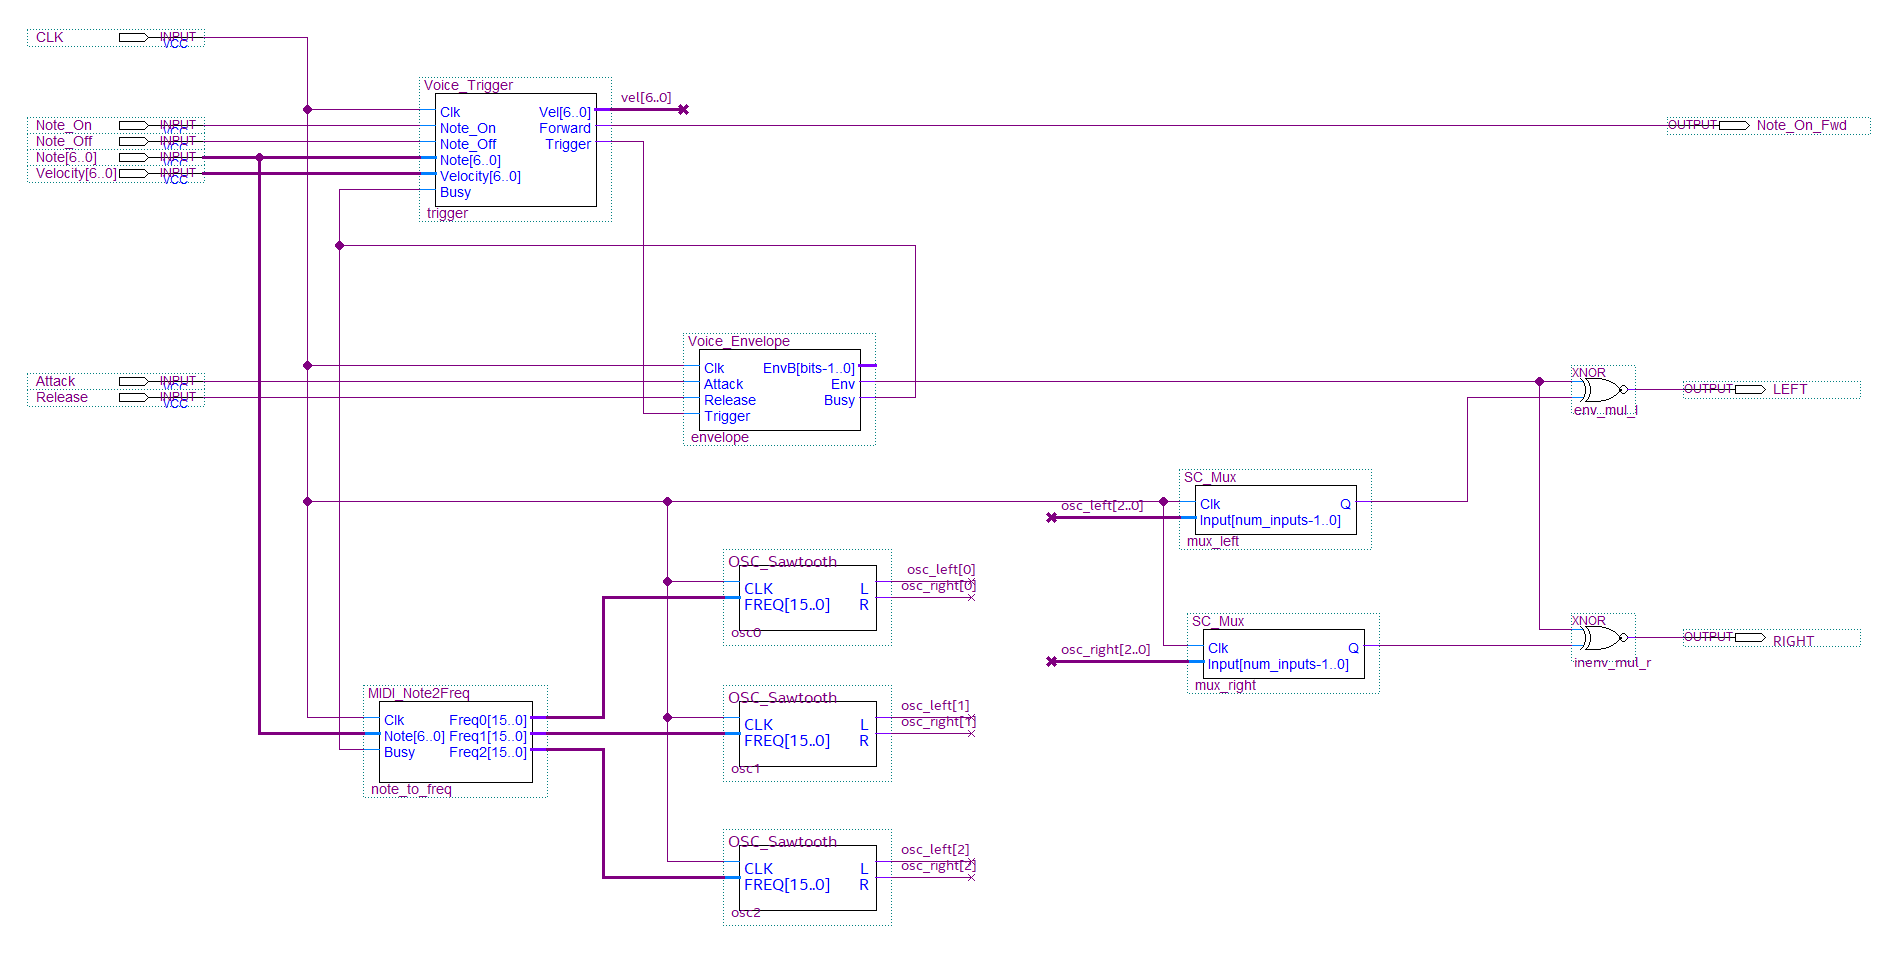 CLK
INPUT
VCC
Voice_Trigger
vel[6..0]
Clk
Vel[6..0]
Note_On
INPUT
VCC
Note_On
Forward
OUTPUT
Note_On_Fwd
Note_Off
INPUT
VCC
Note_Off
Trigger
Note[6..0]
INPUT
VCC
Note[6..0]
Velocity[6..0]
INPUT
VCC
Velocity[6..0]
Busy
trigger
Voice_Envelope
Clk
EnvB[bits-1..0]
Attack
INPUT
VCC
Attack
Env
Release
INPUT
VCC
Release
Busy
Trigger
envelope
XNOR
OUTPUT
LEFT
env_mul_l
SC_Mux
osc_left[2..0]
Clk
Q
Input[num_inputs-1..0]
mux_left
OSC_Sawtooth
osc_left[0]
CLK
L
osc_right[0]
FREQ[15..0]
R
osc0
SC_Mux
osc_right[2..0]
Clk
Q
Input[num_inputs-1..0]
mux_right
XNOR
OUTPUT
RIGHT
inenv_mul_r
MIDI_Note2Freq
Clk
Freq0[15..0]
Note[6..0]
Freq1[15..0]
Busy
Freq2[15..0]
note_to_freq
OSC_Sawtooth
osc_left[1]
CLK
L
osc_right[1]
FREQ[15..0]
R
osc1
OSC_Sawtooth
osc_left[2]
CLK
L
osc_right[2]
FREQ[15..0]
R
osc2